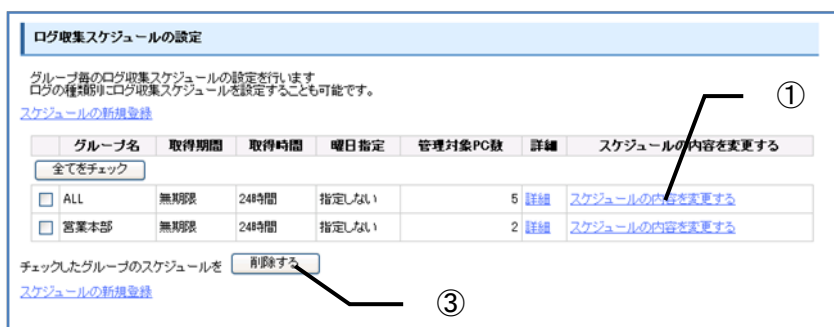 ログ収集スケジュールの設定
グループ毎のログ収集スケジュールの設定を行います
ログの種類別にログ収集スケジュールを設定することも可能です。
①
スケジュールの新規登録
グループ名 取得期間 取得時間 曜日指定 管理対象PC数 詳細 スケジュールの内容を変更する
全てをチェック
ALL 無期限 24時間 指定しない 5 詳細 スケジュールの内容を変更する
営業本部 無期限 24時間 指定しない 2 詳細 スケジュールの内容を変更する
チェックしたグループのスケジュールを 削除する
スケジュールの新規登録
③